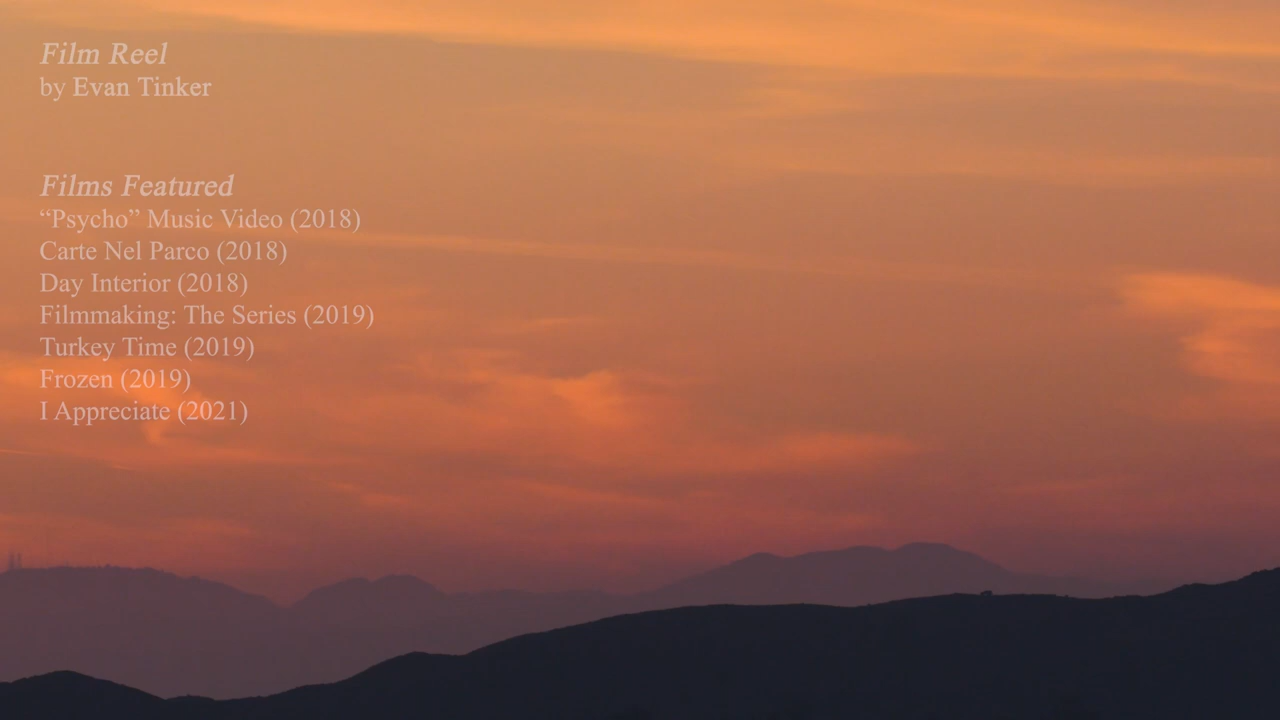 Film Reel
by Evan Tinker
Films Featured
“Psycho” Music Video (2018)
Carte Nel Parco (2018)
Day Interior (2018)
Filmmaking: The Series (2019)
Turkey Time (2019)
Frozen (2019)
I Appreciate (2021)